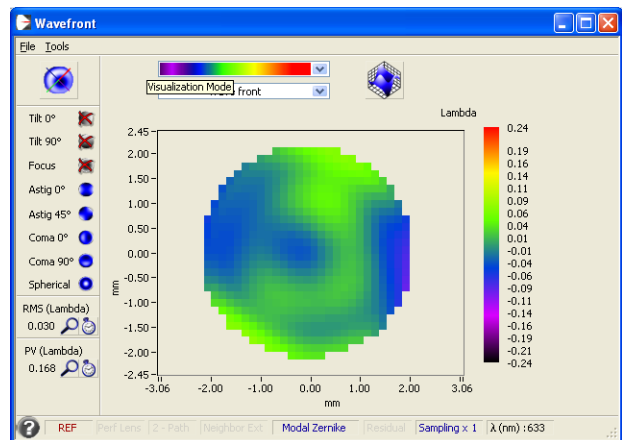 Wavefront
File Tools
Visualization Mode front
Lambda
Tilt 0°
Tilt 90°
Focus
Astig 0°
Astig 45°
Coma 0°
Coma 90°
Spherical
RMS (Lambda)
0.030
PV (Lambda)
0.168
2.45
2.00
1.50
1.00
0.50
0.00
-0.50
-1.00
-1.50
-2.00
-2.45
mm
-3.06 -2.00 -1.00 0.00 1.00 2.00 3.06
mm
0.24
0.19
0.16
0.14
0.11
0.09
0.06
0.04
0.01
-0.01
-0.04
-0.06
-0.09
-0.11
-0.14
-0.16
-0.19
-0.21
-0.24
REF Perf Lens 2 - Path Neighbor Ext Modal Zernike Residual Sampling x 1 λ (nm) :633